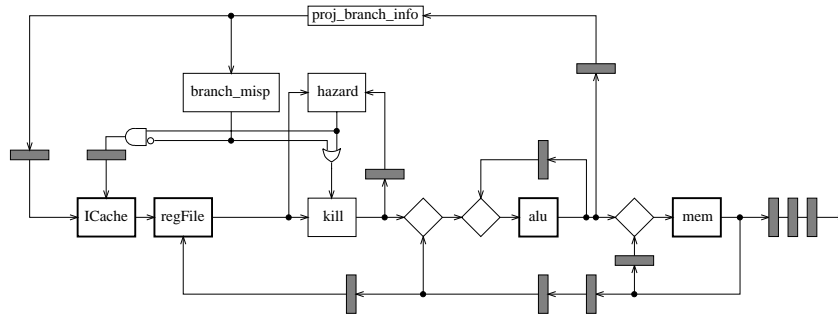 proj_branch_info
branch_misp
hazard
ICache
regFile
kill
alu
mem